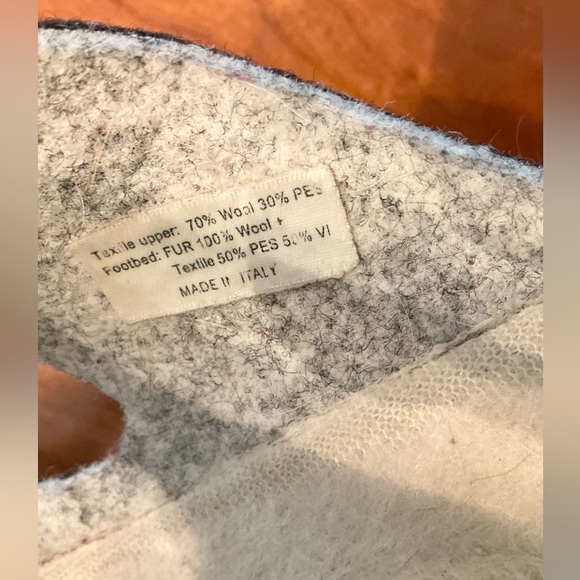 Textile upper: 70% Wool 30% PES
Footbed: FUR 100% Wool +
Textile 50% PES 50% VI
MADE IN ITALY